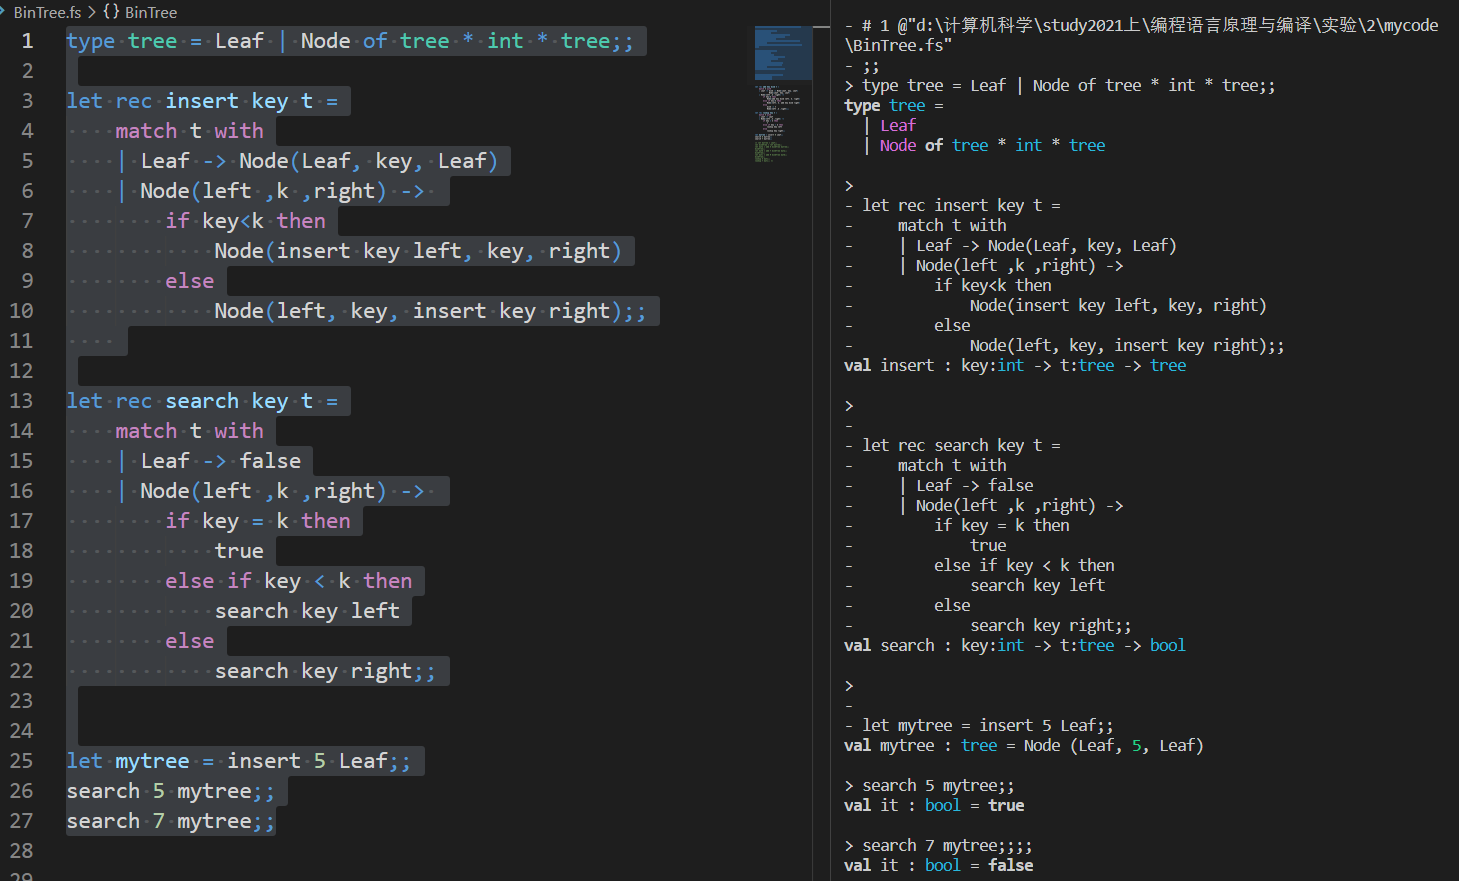 BinTree.fs > {} BinTree
1 type tree = Leaf | Node of tree * int * tree;;
2
3 let rec insert key t =
4     match t with
5     | Leaf -> Node(Leaf, key, Leaf)
6     | Node(left ,k ,right) ->
7         if key<k then
8             Node(insert key left, key, right)
9         else
10             Node(left, key, insert key right);;
11
12
13 let rec search key t =
14     match t with
15     | Leaf -> false
16     | Node(left ,k ,right) ->
17         if key = k then
18             true
19         else if key < k then
20             search key left
21         else
22             search key right;;
23
24
25 let mytree = insert 5 Leaf;;
26 search 5 mytree;;
27 search 7 mytree;;
28
29
- # 1 @"d:\计算机科学\study2021上\编程语言原理与编译\实验\2\mycode
\BinTree.fs"
- ;;
> type tree = Leaf | Node of tree * int * tree;;
type tree =
  | Leaf
  | Node of tree * int * tree
>
- let rec insert key t =
-     match t with
-     | Leaf -> Node(Leaf, key, Leaf)
-     | Node(left ,k ,right) ->
-         if key<k then
-             Node(insert key left, key, right)
-         else
-             Node(left, key, insert key right);;
val insert : key:int -> t:tree -> tree
>
-
- let rec search key t =
-     match t with
-     | Leaf -> false
-     | Node(left ,k ,right) ->
-         if key = k then
-             true
-         else if key < k then
-             search key left
-         else
-             search key right;;
val search : key:int -> t:tree -> bool
>
-
- let mytree = insert 5 Leaf;;
val mytree : tree = Node (Leaf, 5, Leaf)
> search 5 mytree;;
val it : bool = true
> search 7 mytree;;;;
val it : bool = false